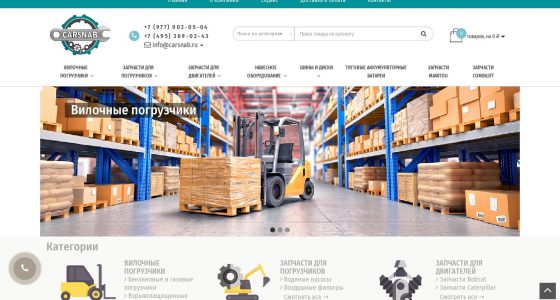 Главная О компании Сервис Доставка и оплата Контакты
CARSNAB
+7 (977) 903-05-04
+7 (495) 369-02-43
info@carsnab.ru
Поиск по категории
Поиск товара по каталогу
0 товаров, на 0 ₽
ВИЛОЧНЫЕ ПОГРУЗЧИКИ
ЗАПЧАСТИ ДЛЯ ПОГРУЗЧИКОВ
ЗАПЧАСТИ ДЛЯ ДВИГАТЕЛЕЙ
НАВЕСНОЕ ОБОРУДОВАНИЕ
ШИНЫ И ДИСКИ
ТЯГОВЫЕ АККУМУЛЯТОРНЫЕ БАТАРЕИ
ЗАПЧАСТИ MANITOU
ЗАПЧАСТИ COMBILIFT
Вилочные погрузчики
Категории
ВИЛОЧНЫЕ
ПОГРУЗЧИКИ
> Бензиновые и газовые
погрузчики
> Взрывозащищенные
ЗАПЧАСТИ ДЛЯ
ПОГРУЗЧИКОВ
> Водяные насосы
> Воздушные фильтры
Смотреть все →
ЗАПЧАСТИ ДЛЯ
ДВИГАТЕЛЕЙ
> Запчасти Bobcat
> Запчасти Caterpillar
Смотреть все →